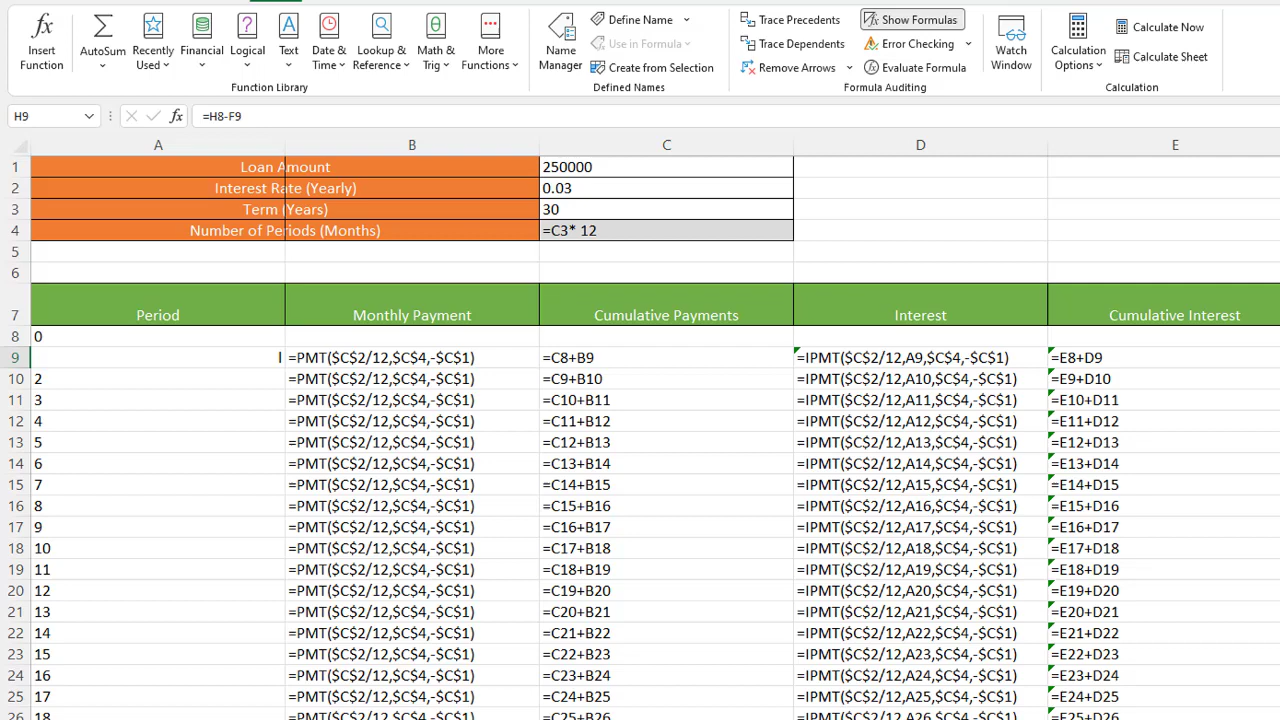 Insert Function
AutoSum
Recently Used
Financial
Logical
Text
Date & Time
Lookup & Reference
Math & Trig
More Functions
Function Library
Name Manager
Define Name
Use in Formula
Create from Selection
Defined Names
Trace Precedents
Trace Dependents
Remove Arrows
Show Formulas
Error Checking
Evaluate Formula
Formula Auditing
Watch Window
Calculation Options
Calculate Now
Calculate Sheet
Calculation
H9 fx =H8-F9
A B C D E
1 Loan Amount 250000
2 Interest Rate (Yearly) 0.03
3 Term (Years) 30
4 Number of Periods (Months) =C3* 12
5
6
7 Period Monthly Payment Cumulative Payments Interest Cumulative Interest
8 0
9 l =PMT($C$2/12,$C$4,-$C$1) =C8+B9 =IPMT($C$2/12,A9,$C$4,-$C$1) =E8+D9
10 2 =PMT($C$2/12,$C$4,-$C$1) =C9+B10 =IPMT($C$2/12,A10,$C$4,-$C$1) =E9+D10
11 3 =PMT($C$2/12,$C$4,-$C$1) =C10+B11 =IPMT($C$2/12,A11,$C$4,-$C$1) =E10+D11
12 4 =PMT($C$2/12,$C$4,-$C$1) =C11+B12 =IPMT($C$2/12,A12,$C$4,-$C$1) =E11+D12
13 5 =PMT($C$2/12,$C$4,-$C$1) =C12+B13 =IPMT($C$2/12,A13,$C$4,-$C$1) =E12+D13
14 6 =PMT($C$2/12,$C$4,-$C$1) =C13+B14 =IPMT($C$2/12,A14,$C$4,-$C$1) =E13+D14
15 7 =PMT($C$2/12,$C$4,-$C$1) =C14+B15 =IPMT($C$2/12,A15,$C$4,-$C$1) =E14+D15
16 8 =PMT($C$2/12,$C$4,-$C$1) =C15+B16 =IPMT($C$2/12,A16,$C$4,-$C$1) =E15+D16
17 9 =PMT($C$2/12,$C$4,-$C$1) =C16+B17 =IPMT($C$2/12,A17,$C$4,-$C$1) =E16+D17
18 10 =PMT($C$2/12,$C$4,-$C$1) =C17+B18 =IPMT($C$2/12,A18,$C$4,-$C$1) =E17+D18
19 11 =PMT($C$2/12,$C$4,-$C$1) =C18+B19 =IPMT($C$2/12,A19,$C$4,-$C$1) =E18+D19
20 12 =PMT($C$2/12,$C$4,-$C$1) =C19+B20 =IPMT($C$2/12,A20,$C$4,-$C$1) =E19+D20
21 13 =PMT($C$2/12,$C$4,-$C$1) =C20+B21 =IPMT($C$2/12,A21,$C$4,-$C$1) =E20+D21
22 14 =PMT($C$2/12,$C$4,-$C$1) =C21+B22 =IPMT($C$2/12,A22,$C$4,-$C$1) =E21+D22
23 15 =PMT($C$2/12,$C$4,-$C$1) =C22+B23 =IPMT($C$2/12,A23,$C$4,-$C$1) =E22+D23
24 16 =PMT($C$2/12,$C$4,-$C$1) =C23+B24 =IPMT($C$2/12,A24,$C$4,-$C$1) =E23+D24
25 17 =PMT($C$2/12,$C$4,-$C$1) =C24+B25 =IPMT($C$2/12,A25,$C$4,-$C$1) =E24+D25
26 18 =PMT($C$2/12,$C$4,-$C$1) =C25+B26 =IPMT($C$2/12,A26,$C$4,-$C$1) =E25+D26